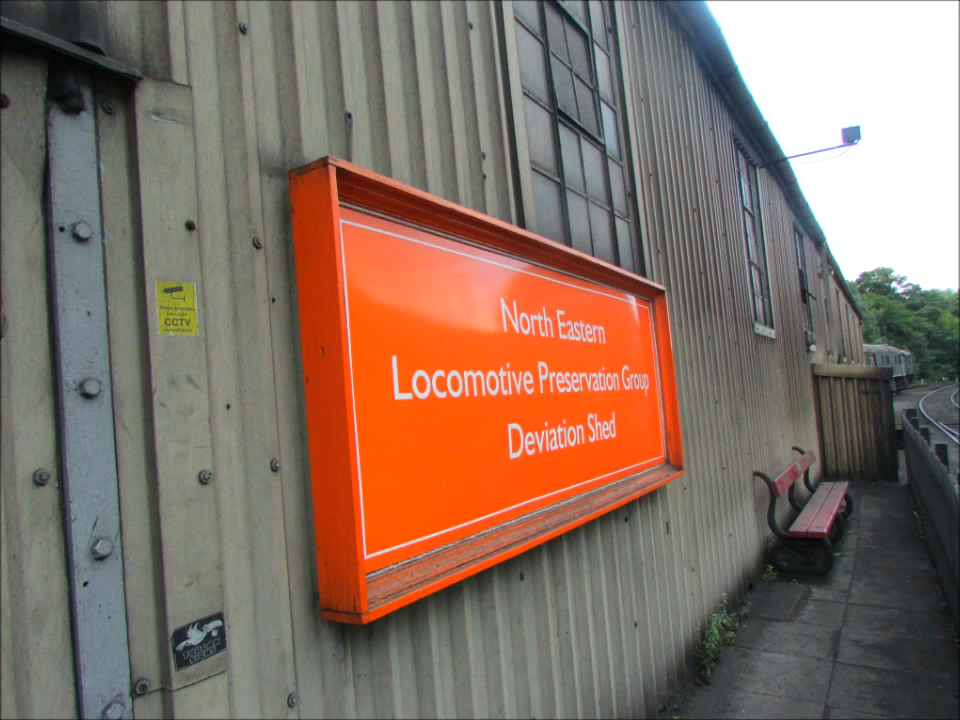 North Eastern
Locomotive Preservation Group
Deviation Shed
CCTV